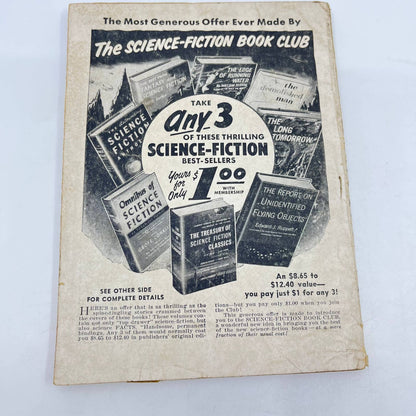 The Most Generous Offer Ever Made By
The SCIENCE-FICTION BOOK CLUB
THE EDGE OF
RUNNING
WATER
the
demolished
man
FANTASY
SCIENCE FICTION
SCIENCE
FICTION
THE
LONG
TOMORROW
TAKE
any 3
OF THESE THRILLING
SCIENCE-FICTION
BEST-SELLERS
Yours for Only $1.00
WITH MEMBERSHIP
Omnibus of
SCIENCE
FICTION
THE TREASURY OF
SCIENCE FICTION
CLASSICS
THE REPORT ON
UNIDENTIFIED
FLYING OBJECTS
Edward J. Ruppelt
SEE OTHER SIDE
FOR COMPLETE DETAILS
An $8.65 to
$12.40 value—
you pay just $1 for any 3!
HERE'S an offer that is as thrilling as the
spine-tingling stories crammed between
the covers of these books! These volumes con-
tain not only "top-drawer" science-fiction, but
also science FACTS. Handsome, permanent
bindings. Any 3 of them would normally cost
you $8.65 to $12.40 in publishers' original edi-
tions—but you pay only $1.00 when you join
the Club!
This generous offer is made to introduce
you to the SCIENCE-FICTION BOOK CLUB,
a wonderful new idea in bringing you the best
of the new science-fiction books — at a mere
fraction of their usual cost!